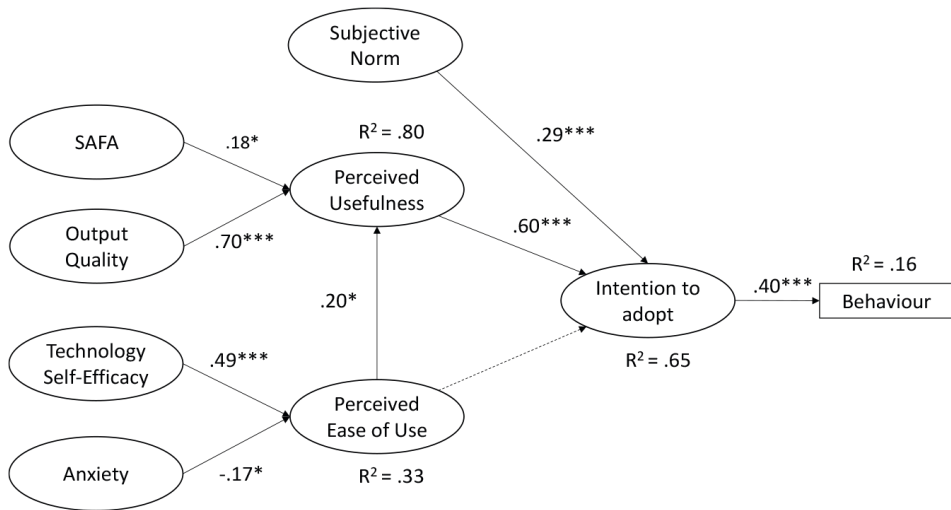 Subjective
Norm
SAFA
.18*
R² = .80
.29***
Perceived
Usefulness
Output
Quality
.70***
.60***
.20*
Intention to
adopt
R² = .65
.40***
R² = .16
Behaviour
Technology
Self-Efficacy
.49***
Perceived
Ease of Use
Anxiety
-.17*
R² = .33